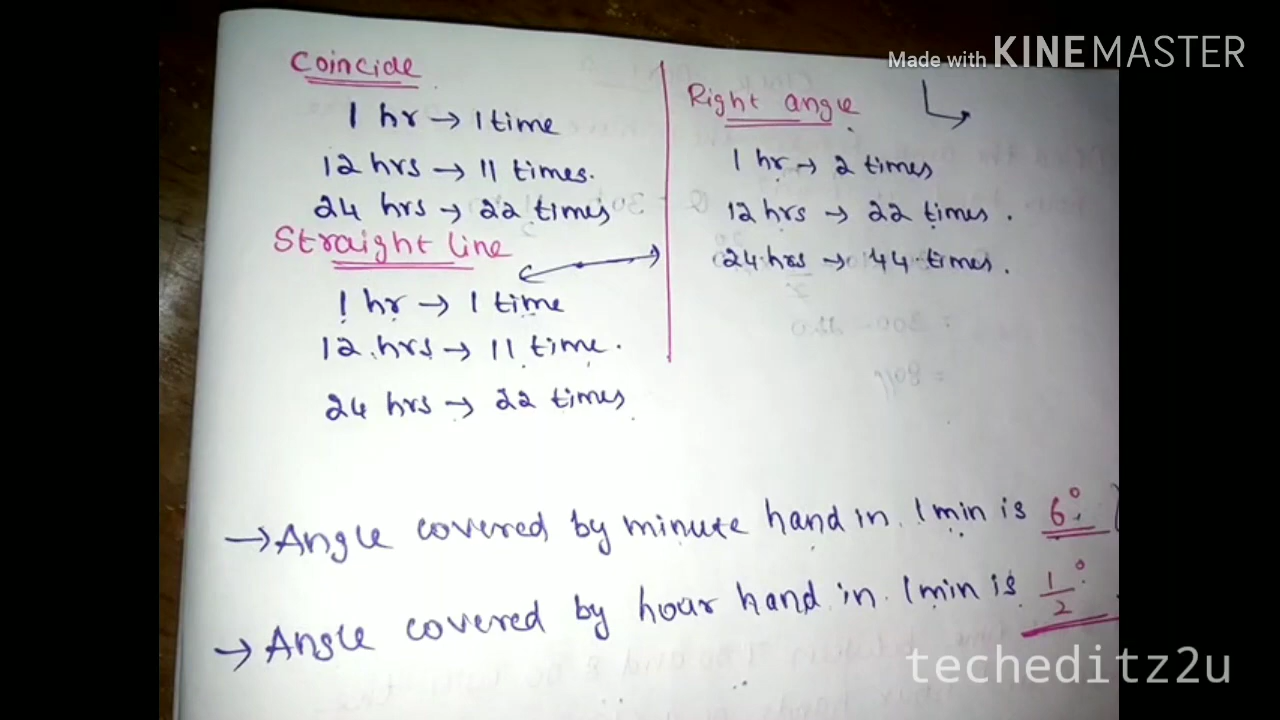 Made with KINEMASTER
Coincide
1 hr → 1 time
12 hrs → 11 times.
24 hrs → 22 times
Straight line
1 hr → 1 time
12 hrs → 11 time.
24 hrs → 22 times
Right angle
1 hr → 2 times
12 hrs → 22 times.
24 hrs → 44 times.
→ Angle covered by minute hand in 1 min is 6°
→ Angle covered by hour hand in 1 min is 1/2°
techeditz2u